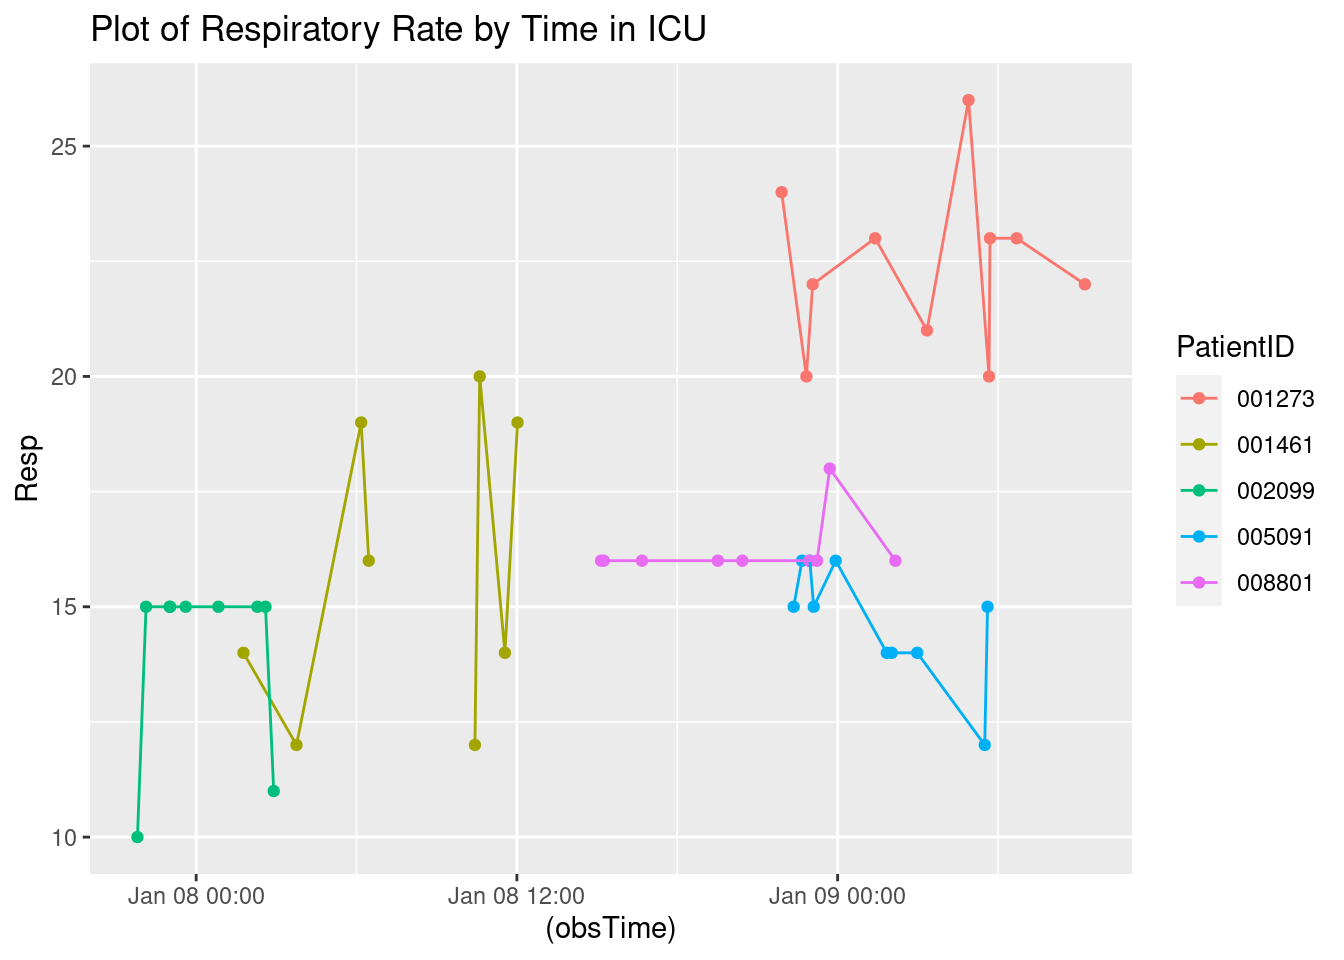 Plot of Respiratory Rate by Time in ICU
25
20
15
10
Resp
Jan 08 00:00
Jan 08 12:00
Jan 09 00:00
(obsTime)
PatientID
001273
001461
002099
005091
008801